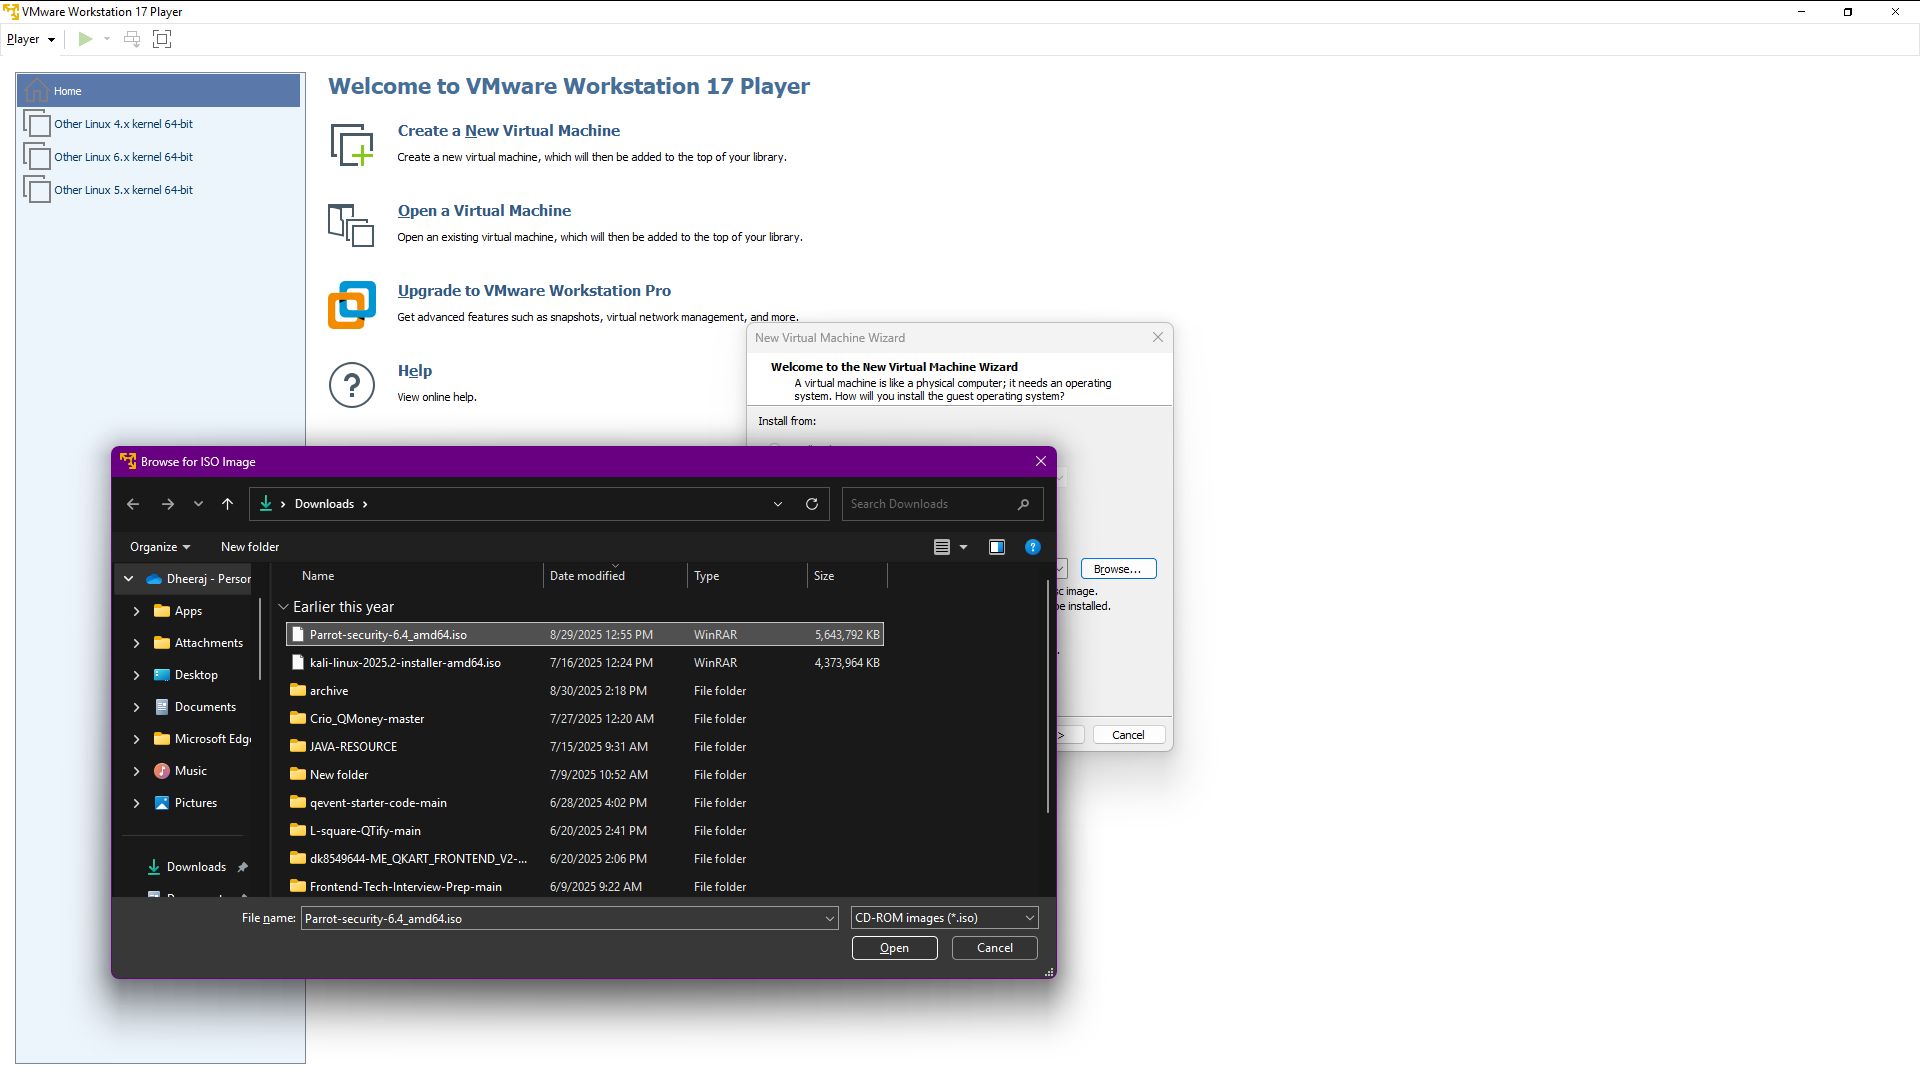 VMware Workstation 17 Player
Player
Home
Other Linux 4.x kernel 64-bit
Other Linux 6.x kernel 64-bit
Other Linux 5.x kernel 64-bit
Welcome to VMware Workstation 17 Player
Create a New Virtual Machine
Create a new virtual machine, which will then be added to the top of your library.
Open a Virtual Machine
Open an existing virtual machine, which will then be added to the top of your library.
Upgrade to VMware Workstation Pro
Get advanced features such as snapshots, virtual network management, and more.
Help
View online help.
New Virtual Machine Wizard
Welcome to the New Virtual Machine Wizard
A virtual machine is like a physical computer; it needs an operating
system. How will you install the guest operating system?
Install from:
Browse...
image.
installed.
>
Cancel
Browse for ISO Image
Downloads
Search Downloads
Organize
New folder
Dheeraj - Person
Apps
Attachments
Desktop
Documents
Microsoft Edge
Music
Pictures
Downloads
Name Date modified Type Size
Earlier this year
Parrot-security-6.4_amd64.iso 8/29/2025 12:55 PM WinRAR 5,643,792 KB
kali-linux-2025.2-installer-amd64.iso 7/16/2025 12:24 PM WinRAR 4,373,964 KB
archive 8/30/2025 2:18 PM File folder
Crio_QMoney-master 7/27/2025 12:20 AM File folder
JAVA-RESOURCE 7/15/2025 9:31 AM File folder
New folder 7/9/2025 10:52 AM File folder
qevent-starter-code-main 6/28/2025 4:02 PM File folder
L-square-QTify-main 6/20/2025 2:41 PM File folder
dk8549644-ME_QKART_FRONTEND_V2-... 6/20/2025 2:06 PM File folder
Frontend-Tech-Interview-Prep-main 6/9/2025 9:22 AM File folder
File name: Parrot-security-6.4_amd64.iso
CD-ROM images (*.iso)
Open
Cancel